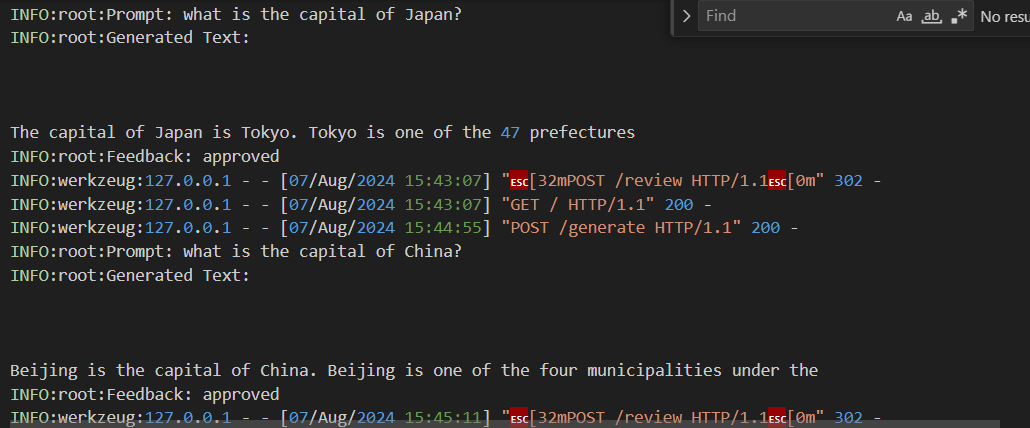 INFO:root:Prompt: what is the capital of Japan?
INFO:root:Generated Text:
The capital of Japan is Tokyo. Tokyo is one of the 47 prefectures
INFO:root:Feedback: approved
INFO:werkzeug:127.0.0.1 - - [07/Aug/2024 15:43:07] "ESC[32mPOST /review HTTP/1.1ESC[0m" 302 -
INFO:werkzeug:127.0.0.1 - - [07/Aug/2024 15:43:07] "GET / HTTP/1.1" 200 -
INFO:werkzeug:127.0.0.1 - - [07/Aug/2024 15:44:55] "POST /generate HTTP/1.1" 200 -
INFO:root:Prompt: what is the capital of China?
INFO:root:Generated Text:
Beijing is the capital of China. Beijing is one of the four municipalities under the
INFO:root:Feedback: approved
INFO:werkzeug:127.0.0.1 - - [07/Aug/2024 15:45:11] "ESC[32mPOST /review HTTP/1.1ESC[0m" 302 -
> Find Aa ab .* No resu